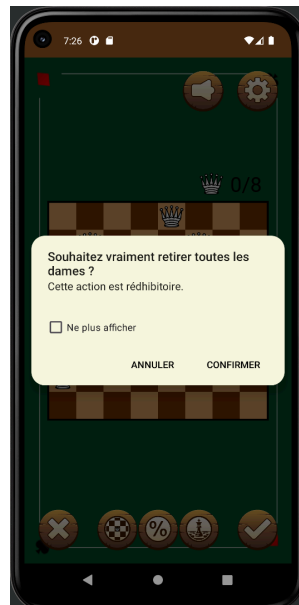 7:26
0/8
Souhaitez vraiment retirer toutes les
dames ?
Cette action est rédhibitoire.
Ne plus afficher
ANNULER CONFIRMER
%